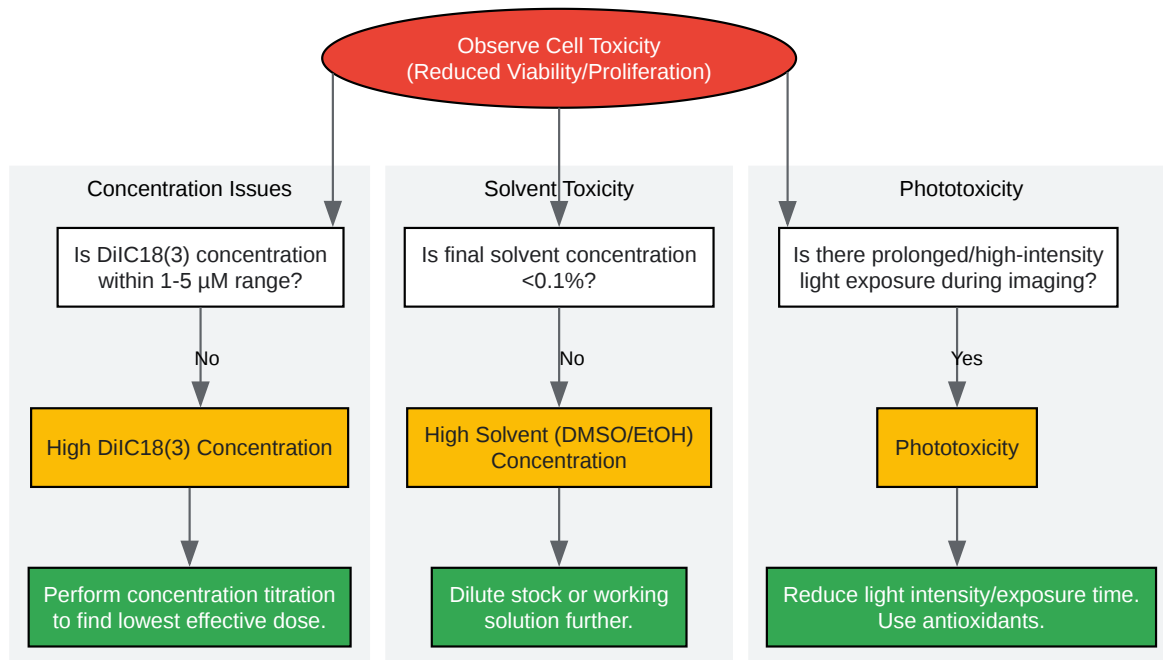 Observe Cell Toxicity
(Reduced Viability/Proliferation)
Concentration Issues
Is DiIC18(3) concentration
within 1-5 µM range?
No
High DiIC18(3) Concentration
Perform concentration titration
to find lowest effective dose.
Solvent Toxicity
Is final solvent concentration
<0.1%?
No
High Solvent (DMSO/EtOH)
Concentration
Dilute stock or working
solution further.
Phototoxicity
Is there prolonged/high-intensity
light exposure during imaging?
Yes
Phototoxicity
Reduce light intensity/exposure time.
Use antioxidants.